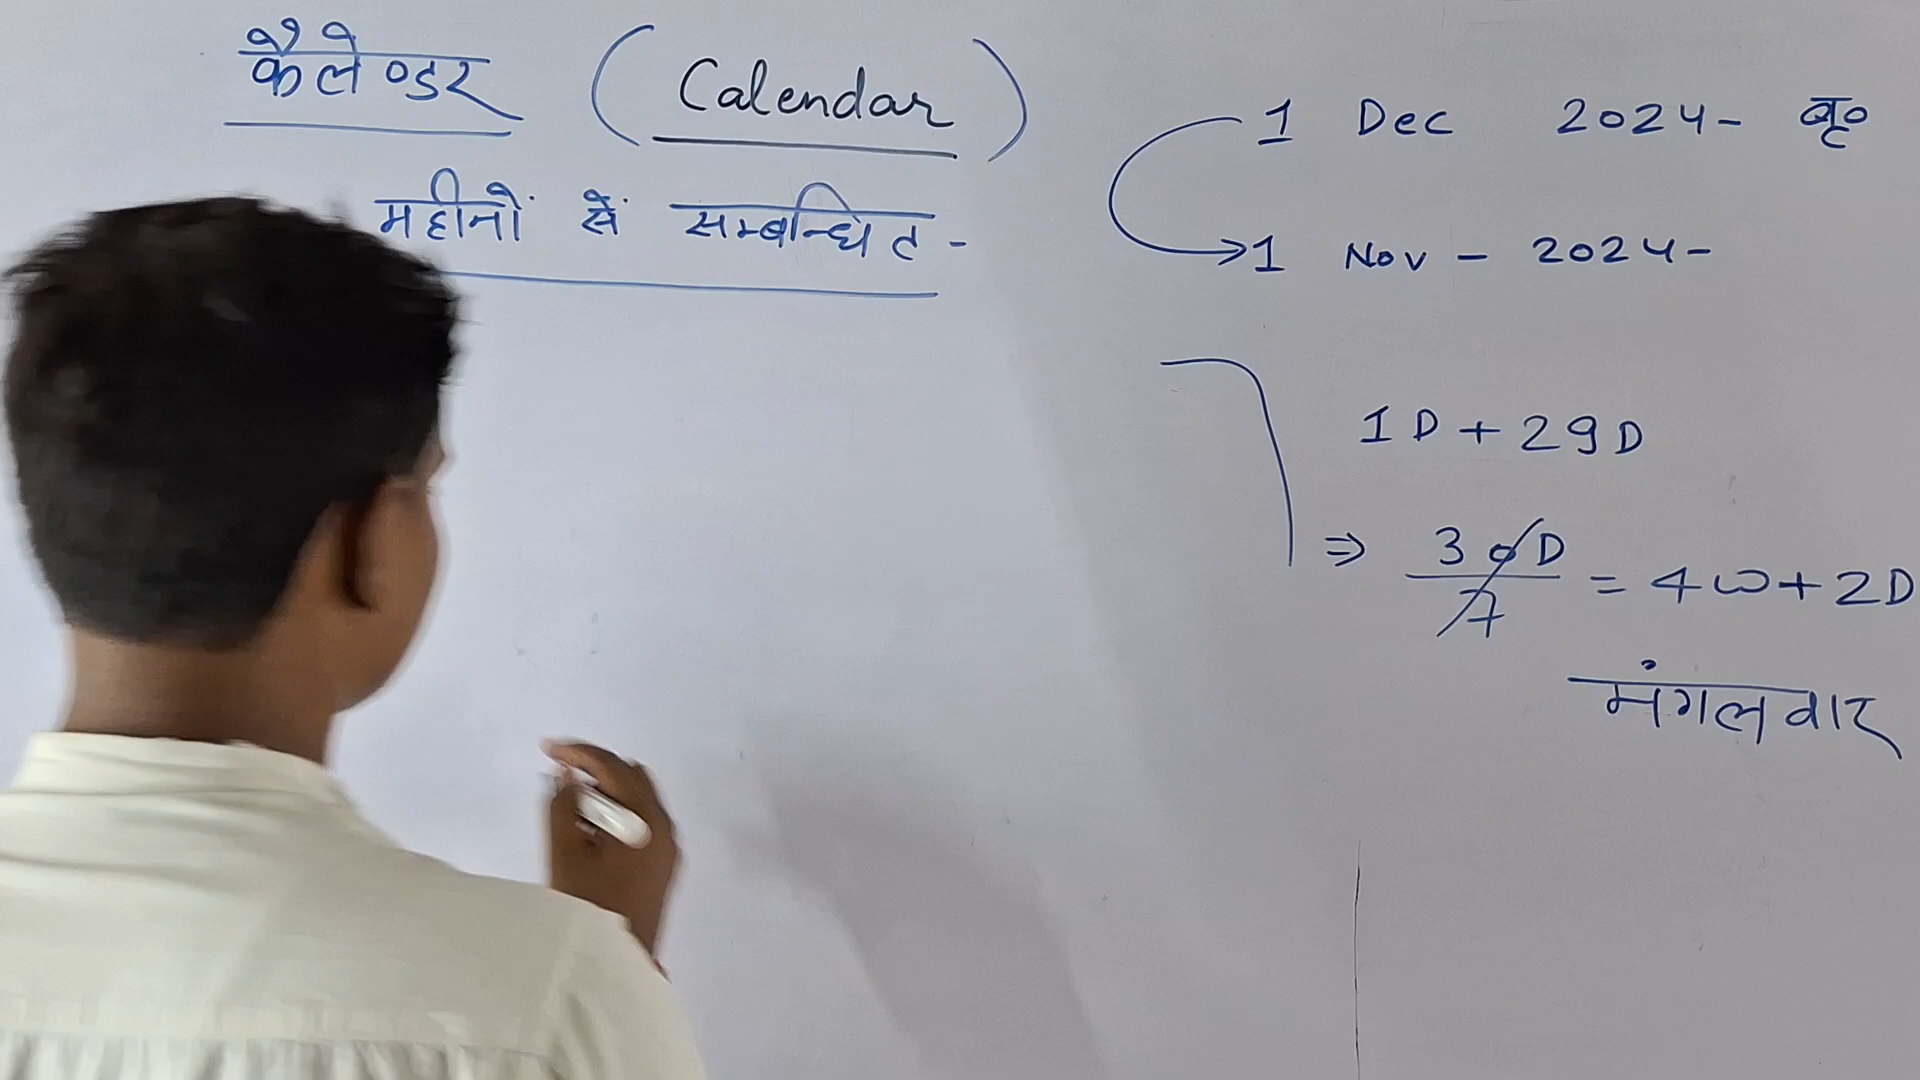 कैलेण्डर (Calendar)
महीनों सें सम्बन्धित -
1 Dec 2024 - बृ०
1 Nov - 2024 -
1D + 29D
⇒ 30D / 7 = 4w + 2D
मंगलवार